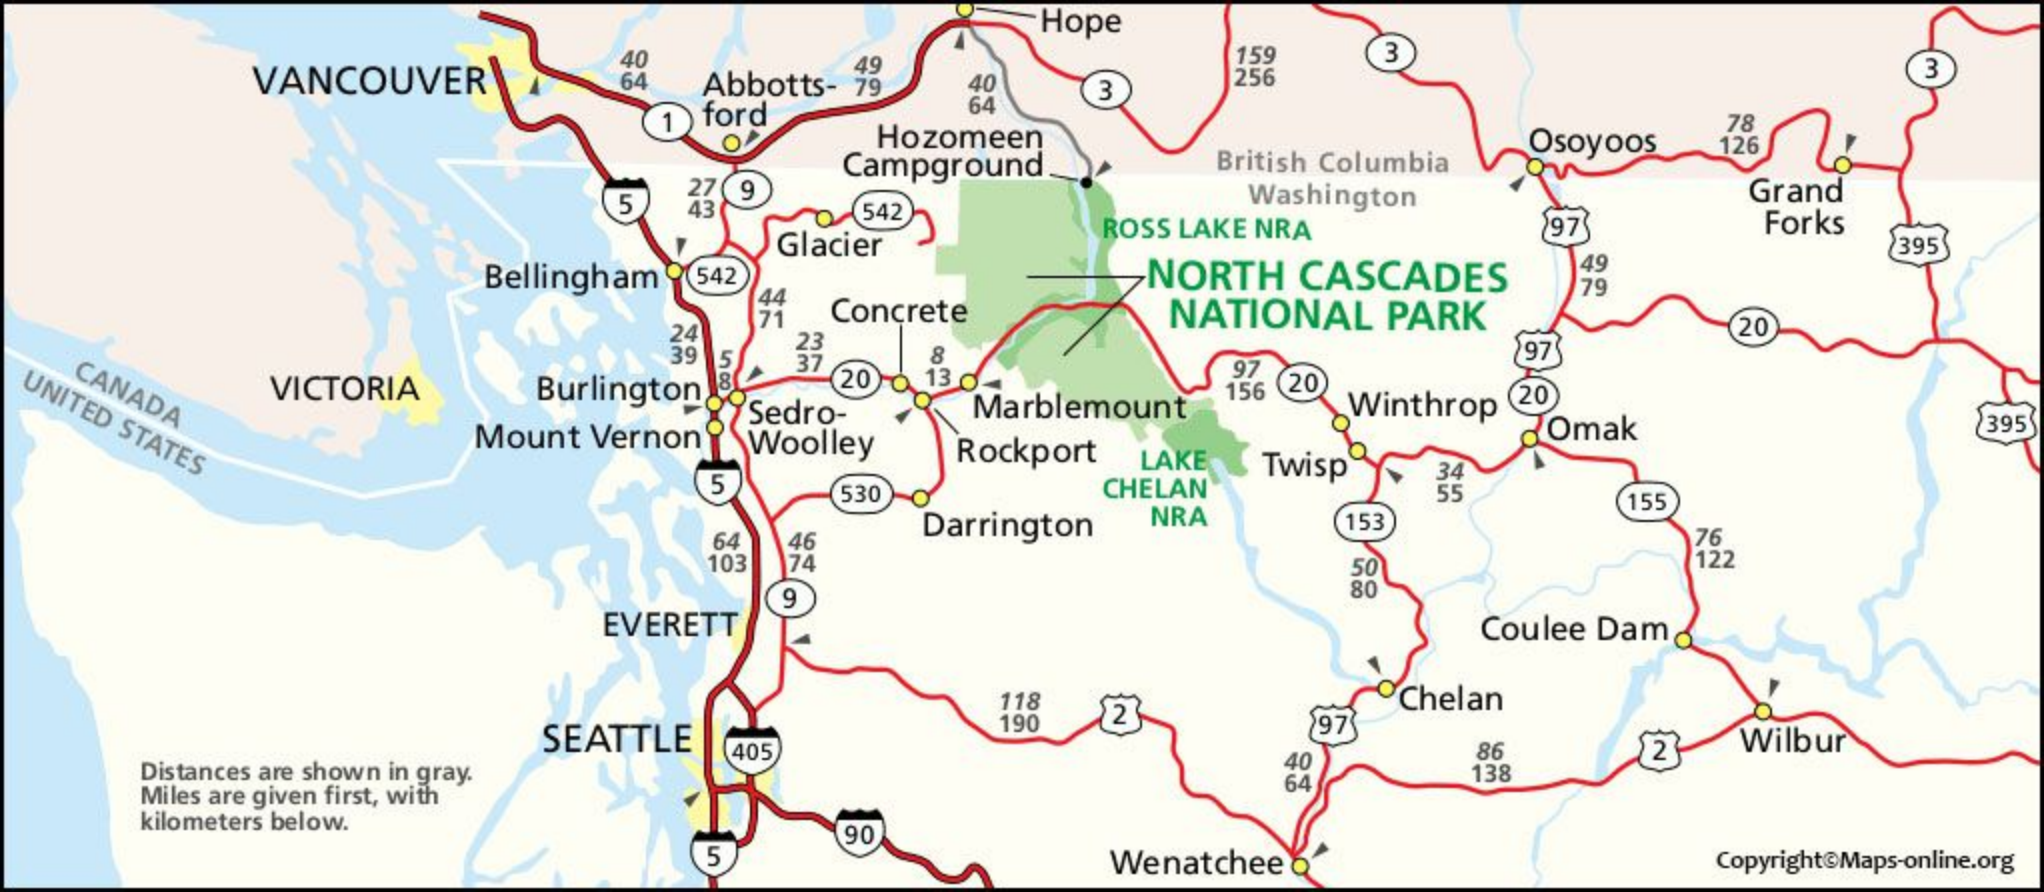 Hope
VANCOUVER
40
64
Abbotts-
ford
49
79
40
64
3
159
256
3
3
1
Hozomeen
Campground
British Columbia
Washington
Osoyoos
78
126
Grand
Forks
5
27
43
9
542
Glacier
ROSS LAKE NRA
97
395
Bellingham
542
NORTH CASCADES
NATIONAL PARK
49
79
44
71
Concrete
24
39
5
8
23
37
20
8
13
97
156
20
97
20
20
CANADA
UNITED STATES
VICTORIA
Burlington
Mount Vernon
Sedro-
Woolley
Marblemount
Rockport
Winthrop
Twisp
Omak
395
LAKE
CHELAN
NRA
34
55
5
530
Darrington
153
155
64
103
46
74
76
122
50
80
9
EVERETT
Coulee Dam
Chelan
118
190
2
97
SEATTLE
405
40
64
86
138
2
Wilbur
Distances are shown in gray.
Miles are given first, with
kilometers below.
5
90
Wenatchee
Copyright©Maps-online.org